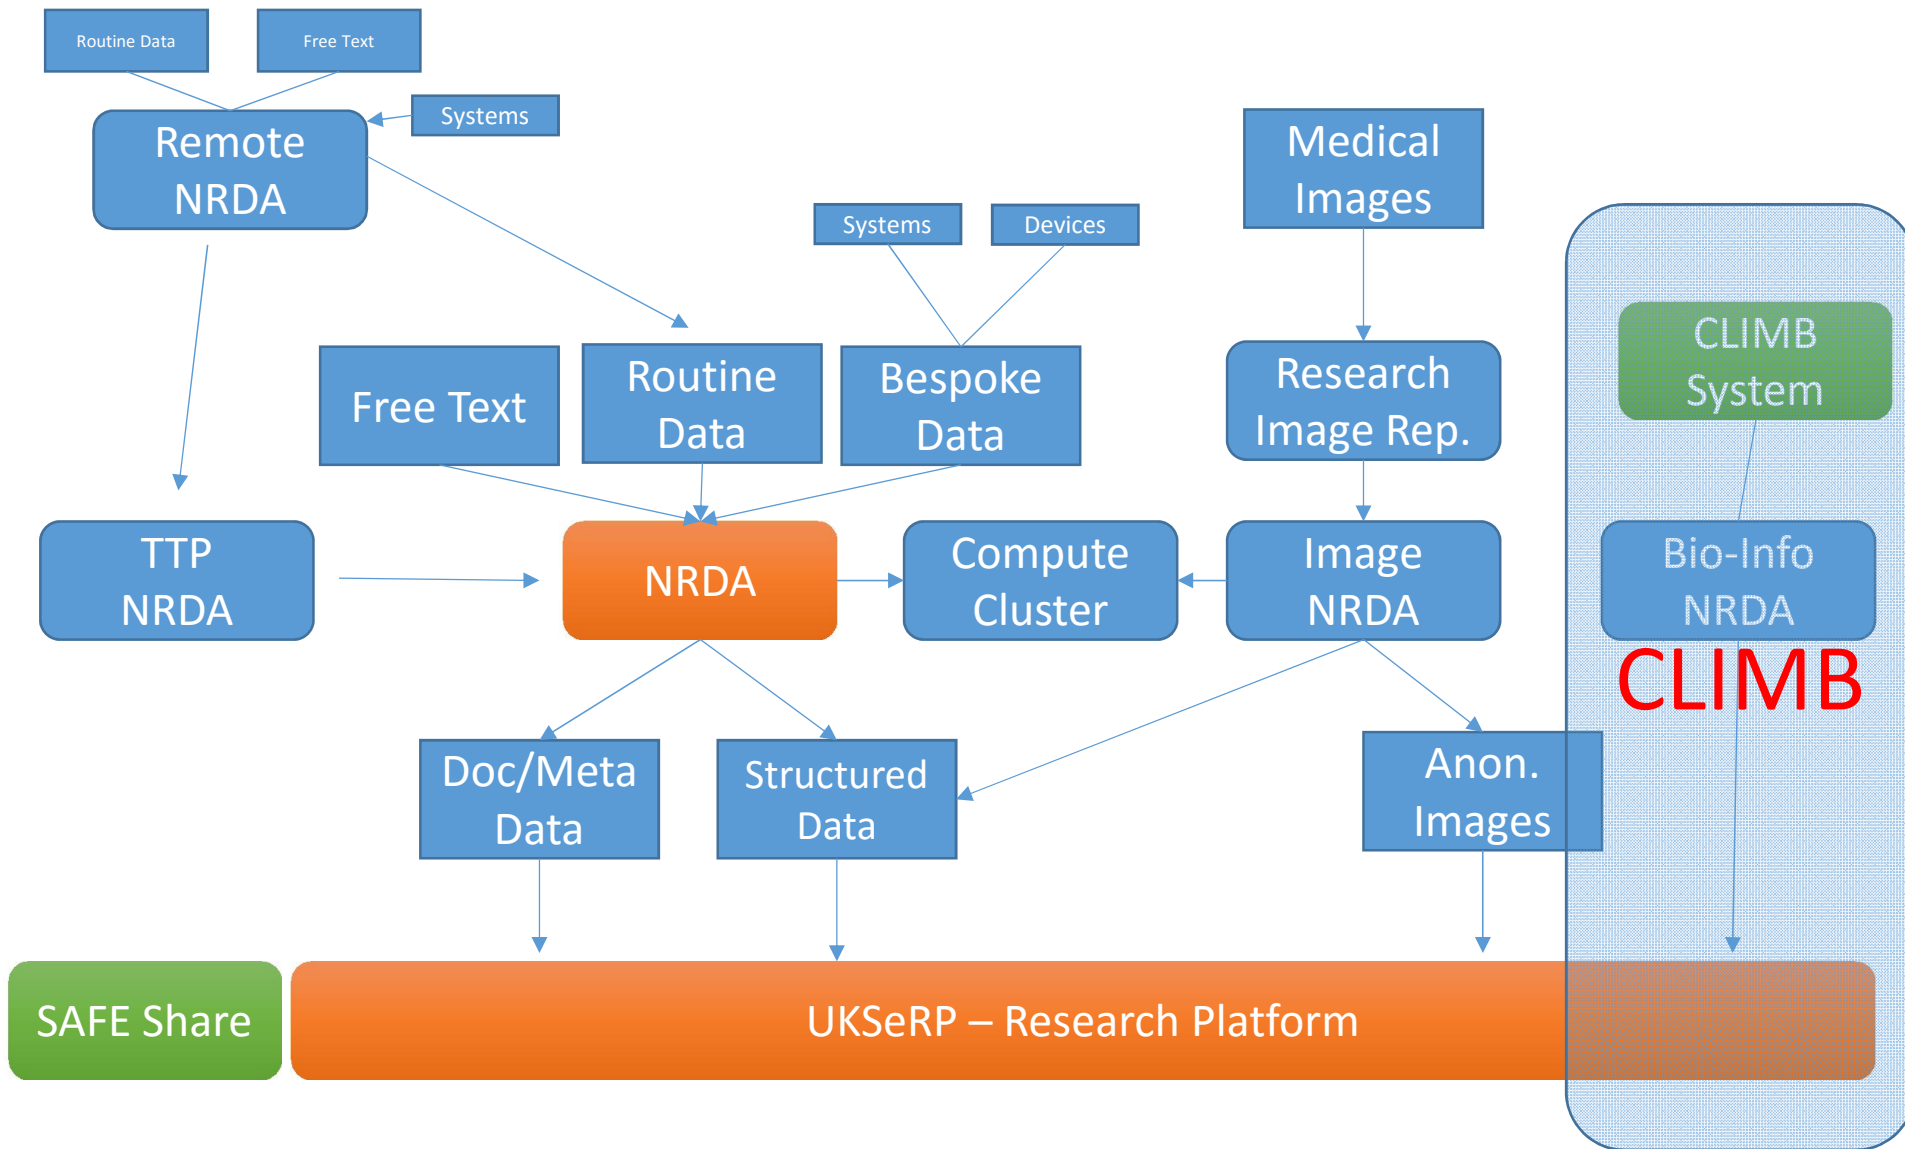 Routine Data
Free Text
Systems
Remote
NRDA
Medical
Images
Systems
Devices
CLIMB
System
Free Text
Routine
Data
Bespoke
Data
Research
Image Rep.
TTP
NRDA
NRDA
Compute
Cluster
Image
NRDA
Bio-Info
NRDA
CLIMB
Doc/Meta
Data
Structured
Data
Anon.
Images
SAFE Share
UKSeRP – Research Platform